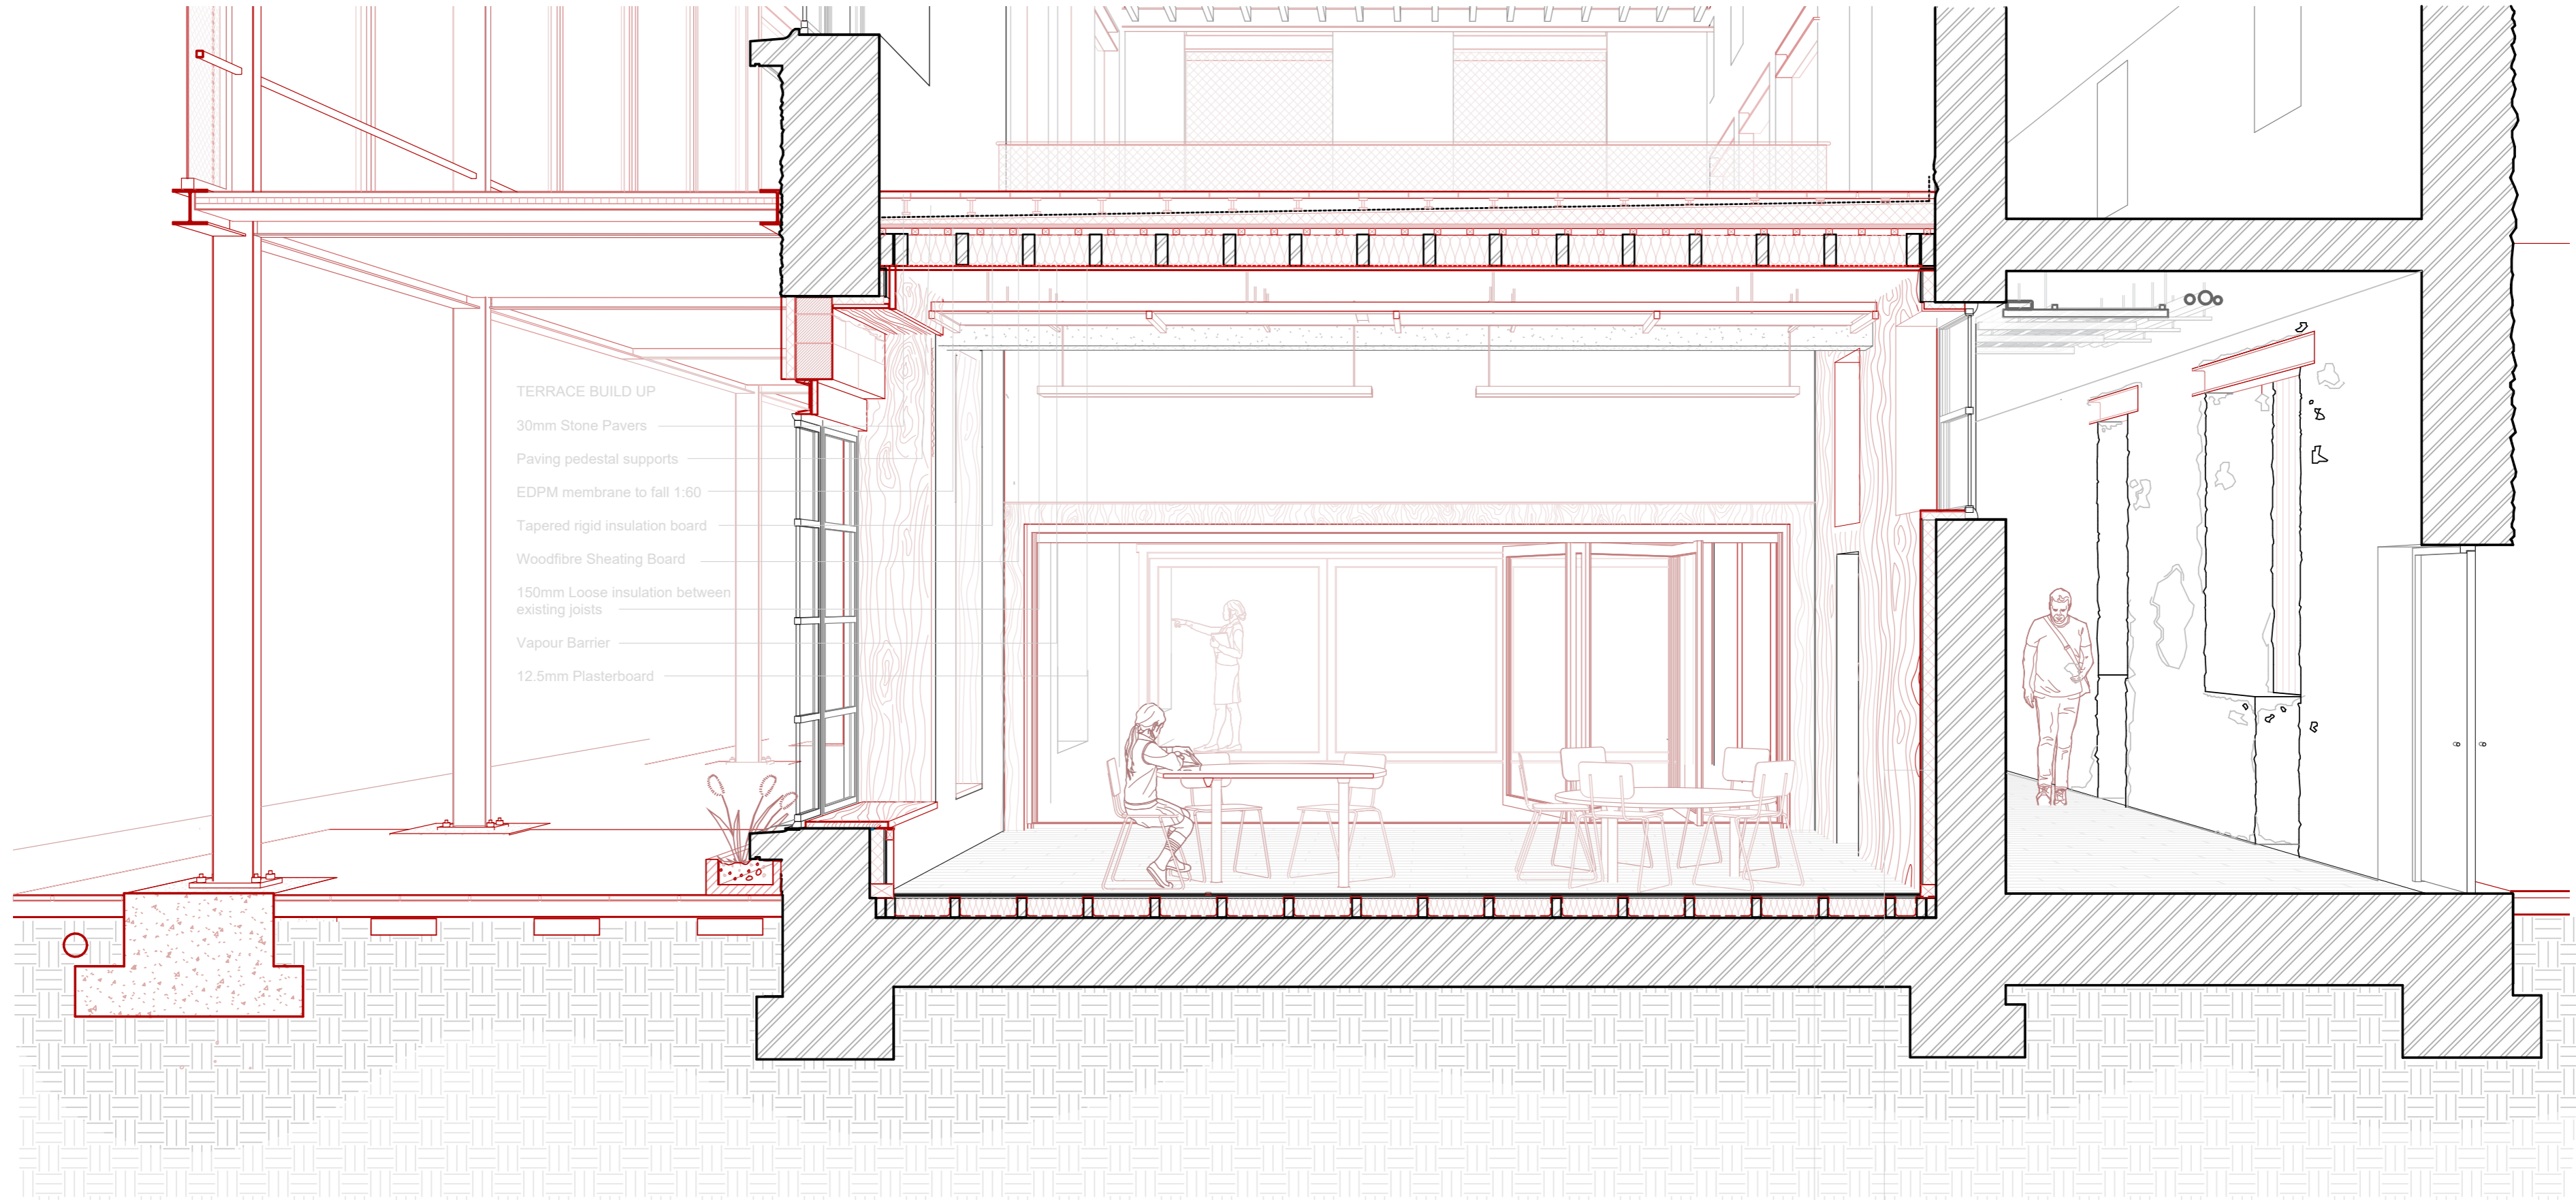 TERRACE BUILD UP
30mm Stone Pavers
Paving pedestal supports
EDPM membrane to fall 1:60
Tapered rigid insulation board
Woodfibre Sheating Board
150mm Loose insulation between
existing joists
Vapour Barrier
12.5mm Plasterboard